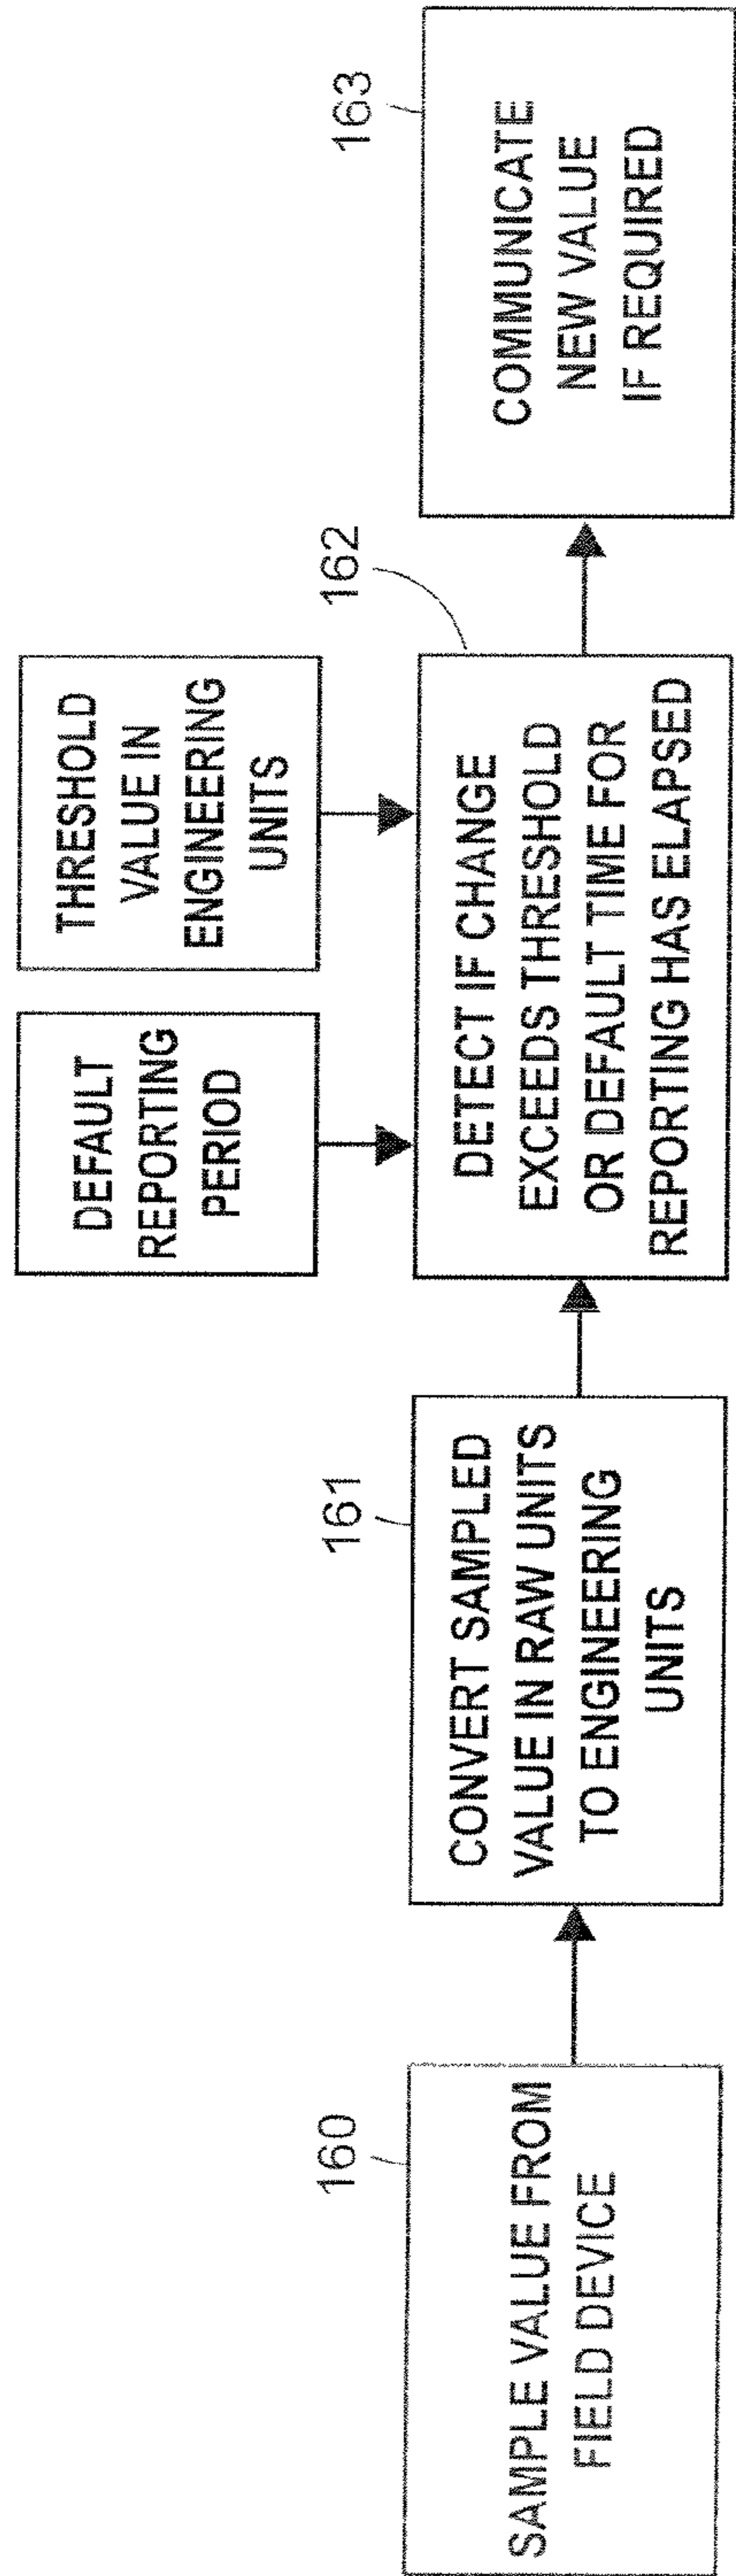 160
SAMPLE VALUE FROM
FIELD DEVICE
161
CONVERT SAMPLED
VALUE IN RAW UNITS
TO ENGINEERING
UNITS
DEFAULT
REPORTING
PERIOD
THRESHOLD
VALUE IN
ENGINEERING
UNITS
162
DETECT IF CHANGE
EXCEEDS THRESHOLD
OR DEFAULT TIME FOR
REPORTING HAS ELAPSED
163
COMMUNICATE
NEW VALUE
IF REQUIRED